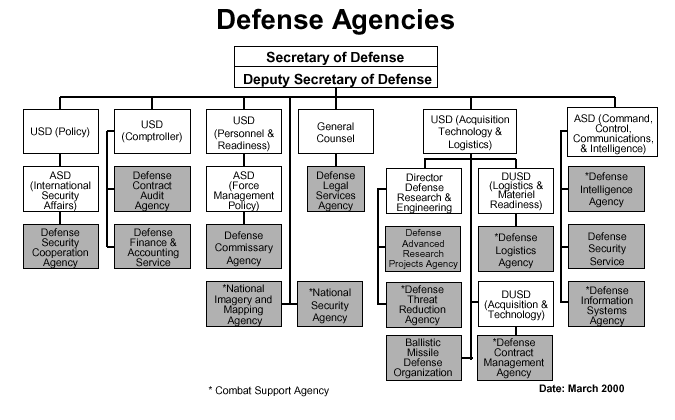 Defense Agencies
Secretary of Defense
Deputy Secretary of Defense
USD (Policy)
USD
(Comptroller)
USD
(Personnel &
Readiness)
General
Counsel
USD (Acquisition
Technology &
Logistics)
ASD (Command,
Control,
Communications,
& Intelligence)
ASD
(International
Security
Affairs)
Defense
Contract
Audit
Agency
ASD
(Force
Management
Policy)
Defense
Legal
Services
Agency
Director
Defense
Research &
Engineering
DUSD
(Logistics &
Materiel
Readiness)
*Defense
Intelligence
Agency
Defense
Security
Cooperation
Agency
Defense
Finance &
Accounting
Service
Defense
Commissary
Agency
Defense
Advanced
Research
Projects Agency
*Defense
Logistics
Agency
Defense
Security
Service
*National
Imagery and
Mapping
Agency
*National
Security
Agency
*Defense
Threat
Reduction
Agency
DUSD
(Acquisition &
Technology)
*Defense
Information
Systems
Agency
Ballistic
Missile
Defense
Organization
*Defense
Contract
Management
Agency
* Combat Support Agency
Date: March 2000